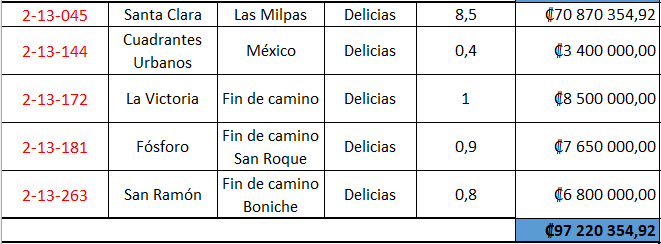 2-13-045 Santa Clara Las Milpas Delicias 8,5 ₡70 870 354,92
2-13-144 Cuadrantes Urbanos México Delicias 0,4 ₡3 400 000,00
2-13-172 La Victoria Fin de camino Delicias 1 ₡8 500 000,00
2-13-181 Fósforo Fin de camino San Roque Delicias 0,9 ₡7 650 000,00
2-13-263 San Ramón Fin de camino Boniche Delicias 0,8 ₡6 800 000,00
₡97 220 354,92